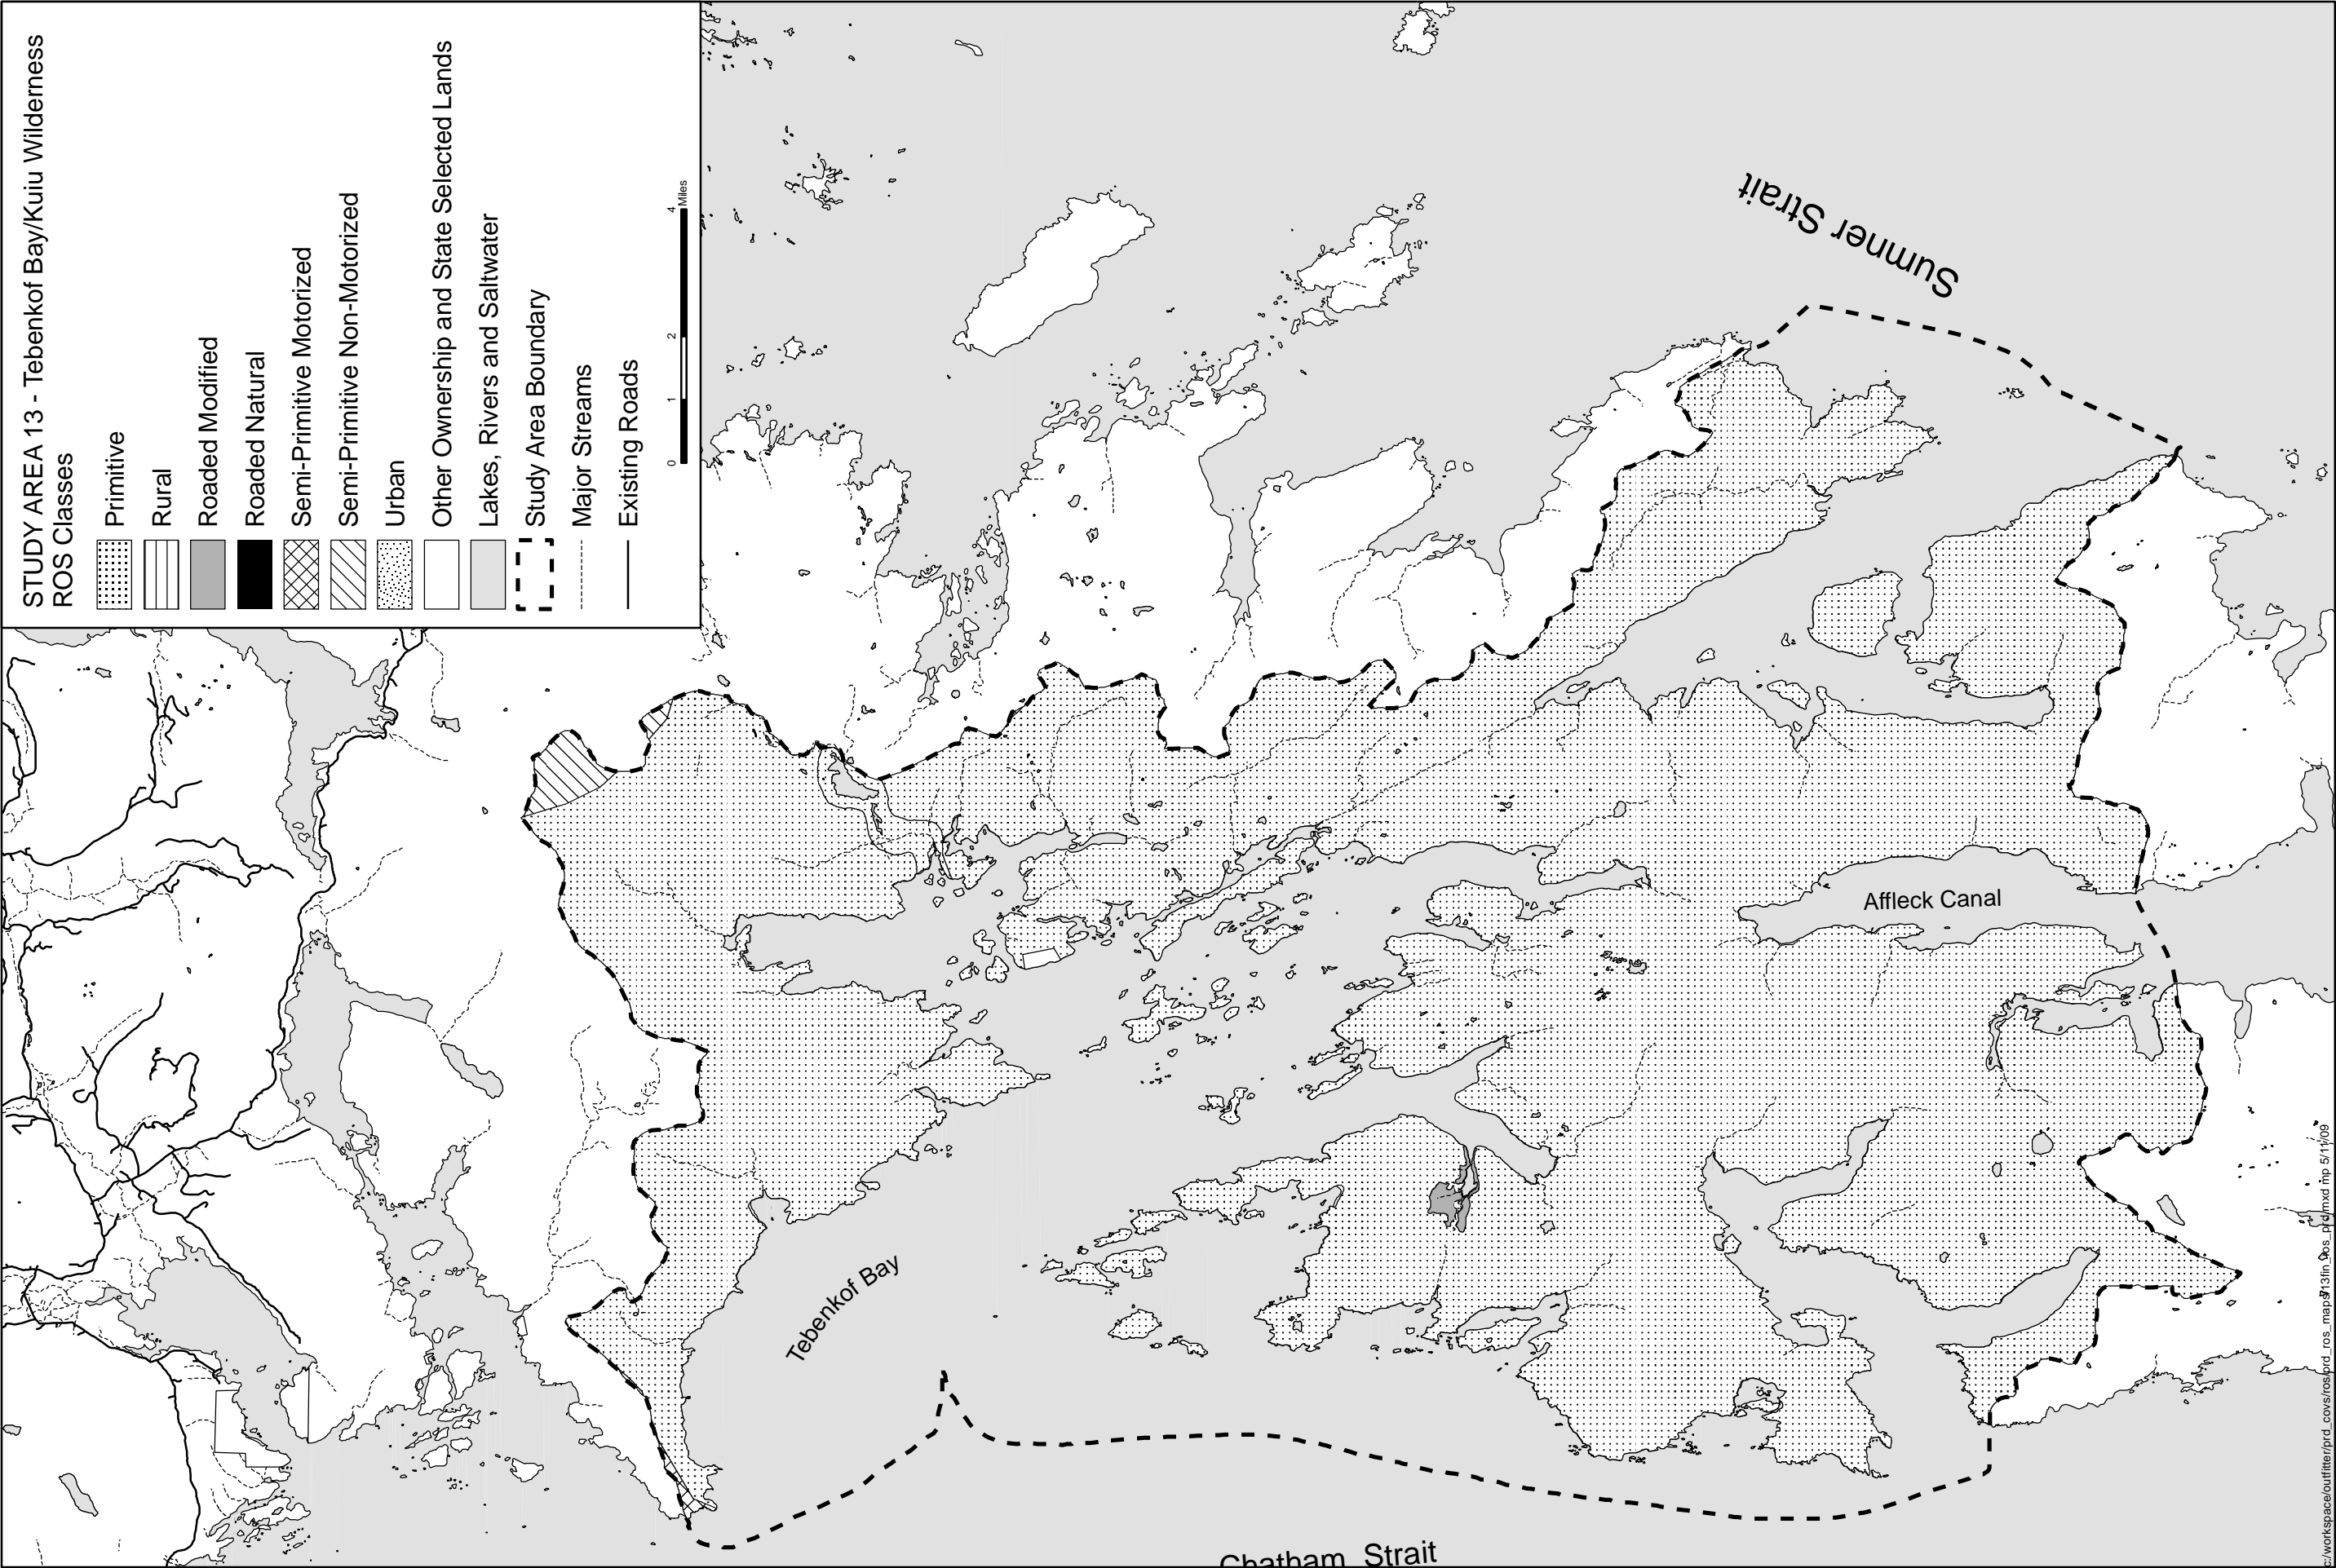 STUDY AREA 13 - Tebenkof Bay/Kuiu Wilderness
ROS Classes
Primitive
Rural
Roaded Modified
Roaded Natural
Semi-Primitive Motorized
Semi-Primitive Non-Motorized
Urban
Other Ownership and State Selected Lands
Lakes, Rivers and Saltwater
Study Area Boundary
Major Streams
Existing Roads
0 1 2 4
Miles
Sumner Strait
Affleck Canal
Tebenkof Bay
Chatham Strait